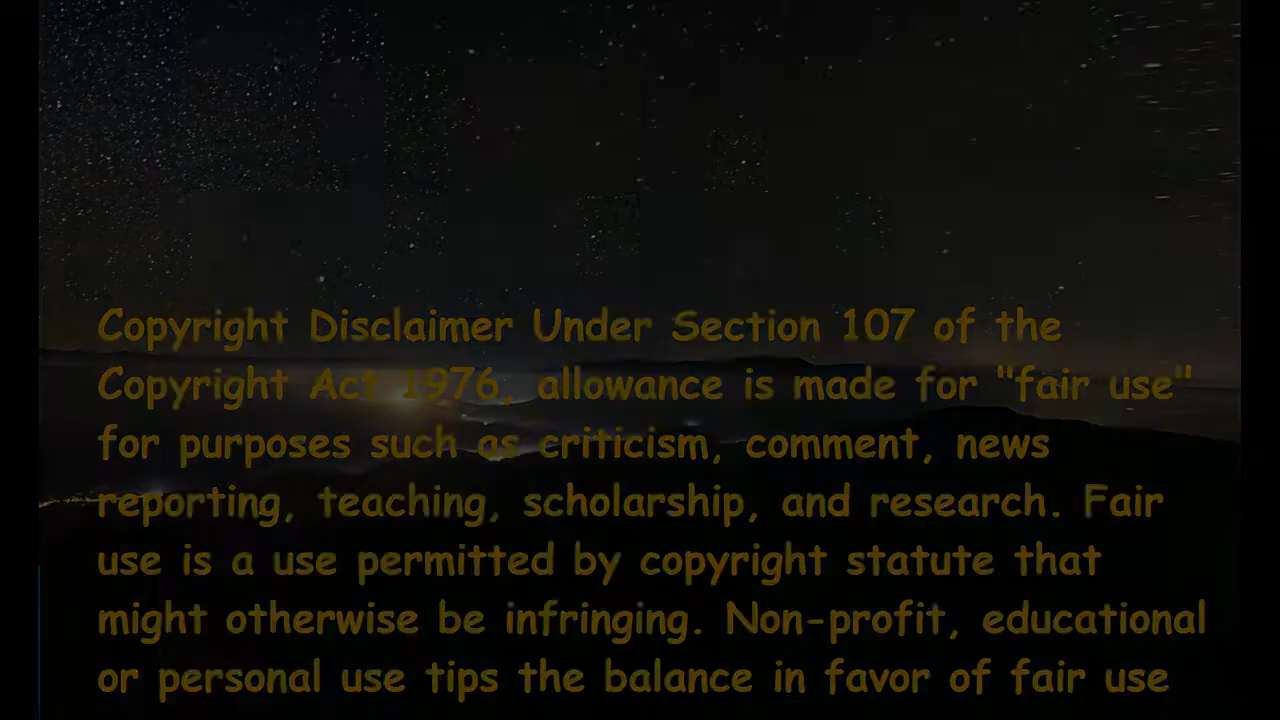 Copyright Disclaimer Under Section 107 of the
Copyright Act 1976, allowance is made for "fair use"
for purposes such as criticism, comment, news
reporting, teaching, scholarship, and research. Fair
use is a use permitted by copyright statute that
might otherwise be infringing. Non-profit, educational
or personal use tips the balance in favor of fair use